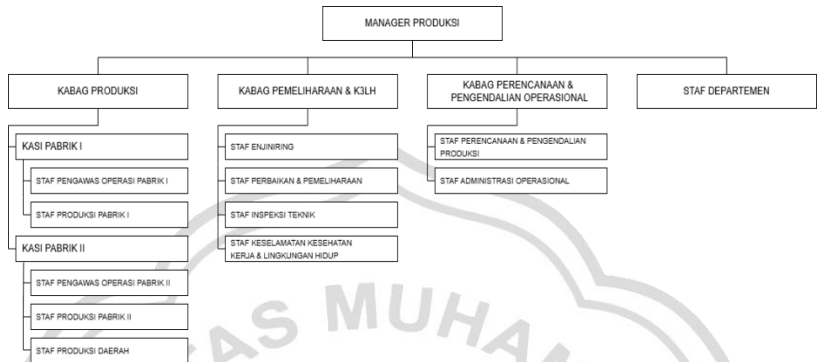 MANAGER PRODUKSI
KABAG PRODUKSI
KABAG PEMELIHARAAN & K3LH
KABAG PERENCANAAN &
PENGENDALIAN OPERASIONAL
STAF DEPARTEMEN
KASI PABRIK I
STAF PENGAWAS OPERASI PABRIK I
STAF PRODUKSI PABRIK I
KASI PABRIK II
STAF PENGAWAS OPERASI PABRIK II
STAF PRODUKSI PABRIK II
STAF PRODUKSI DAERAH
STAF ENJINIRING
STAF PERBAIKAN & PEMELIHARAAN
STAF INSPEKSI TEKNIK
STAF KESELAMATAN KESEHATAN
KERJA & LINGKUNGAN HIDUP
STAF PERENCANAAN & PENGENDALIAN
PRODUKSI
STAF ADMINISTRASI OPERASIONAL